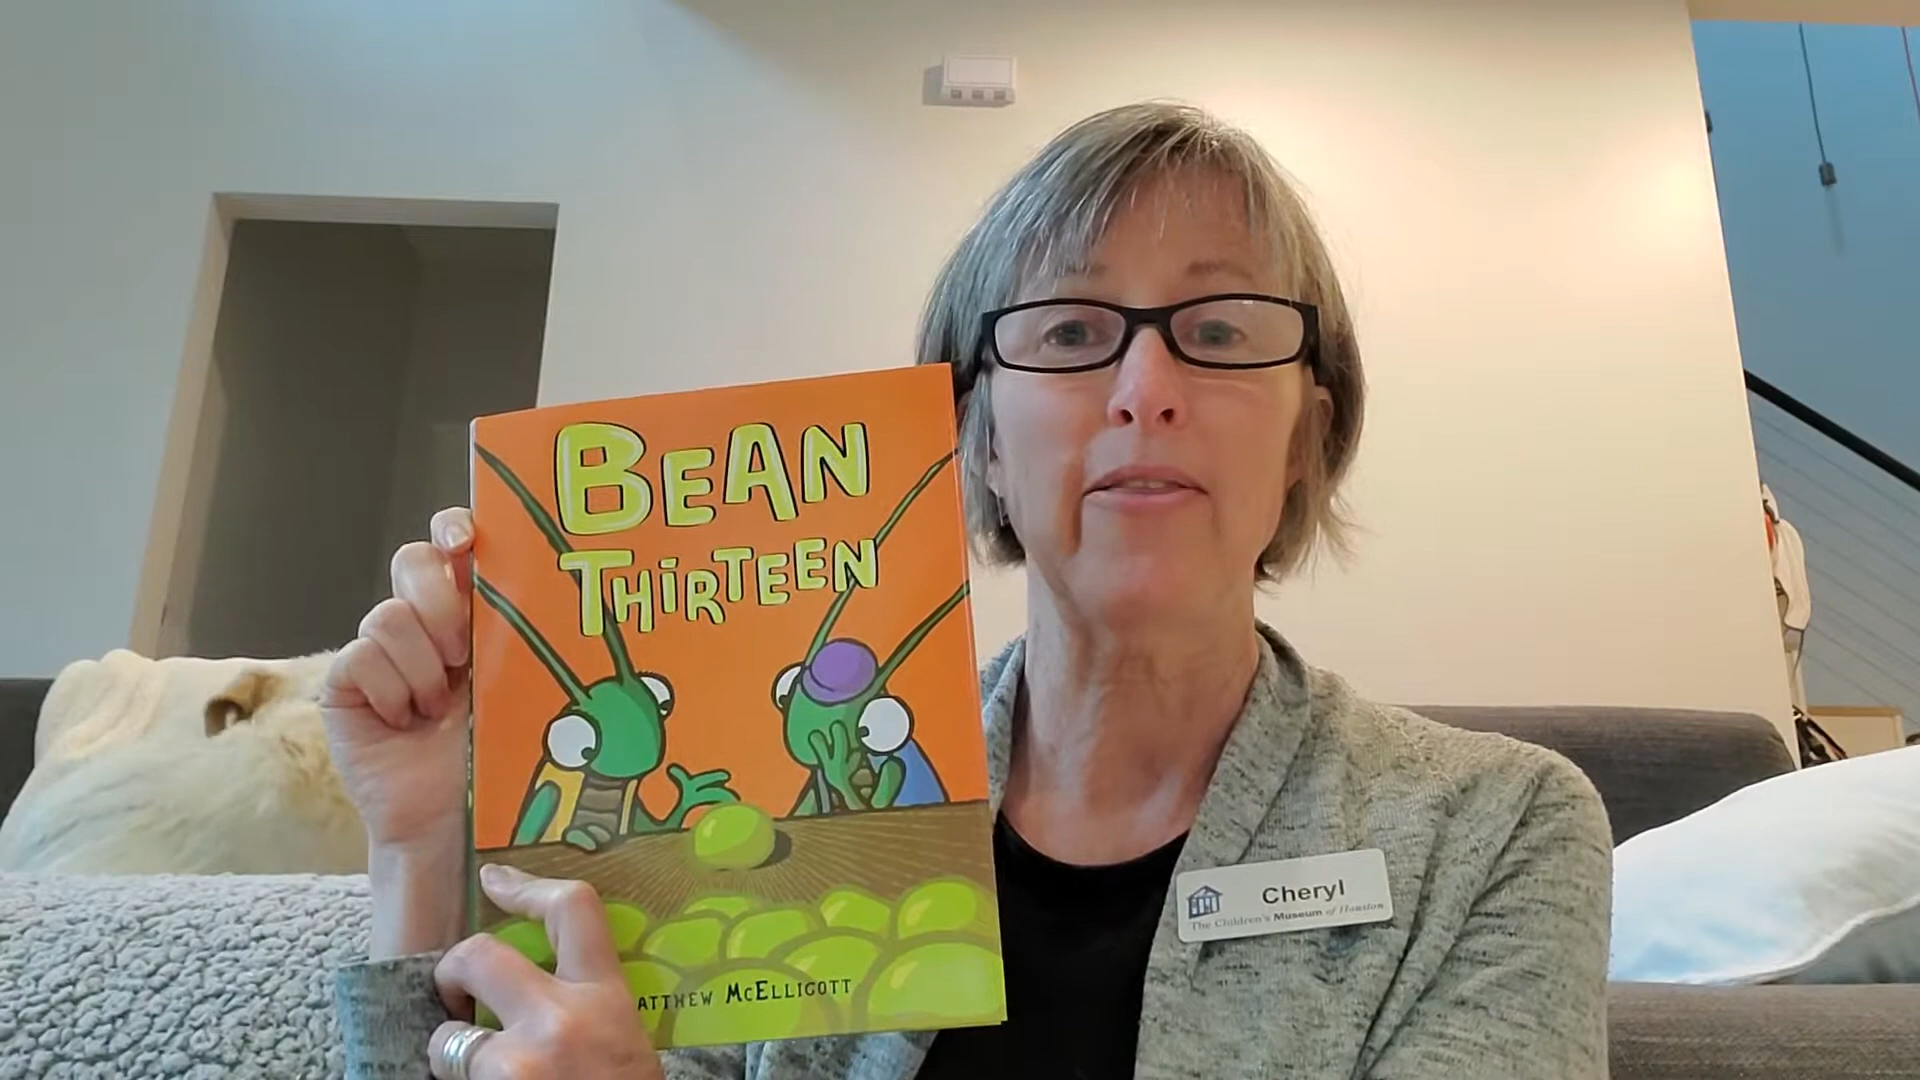 BEAN
THIRTEEN
ATTHEW MCELLIGOTT
Cheryl
The Children's Museum of Houston